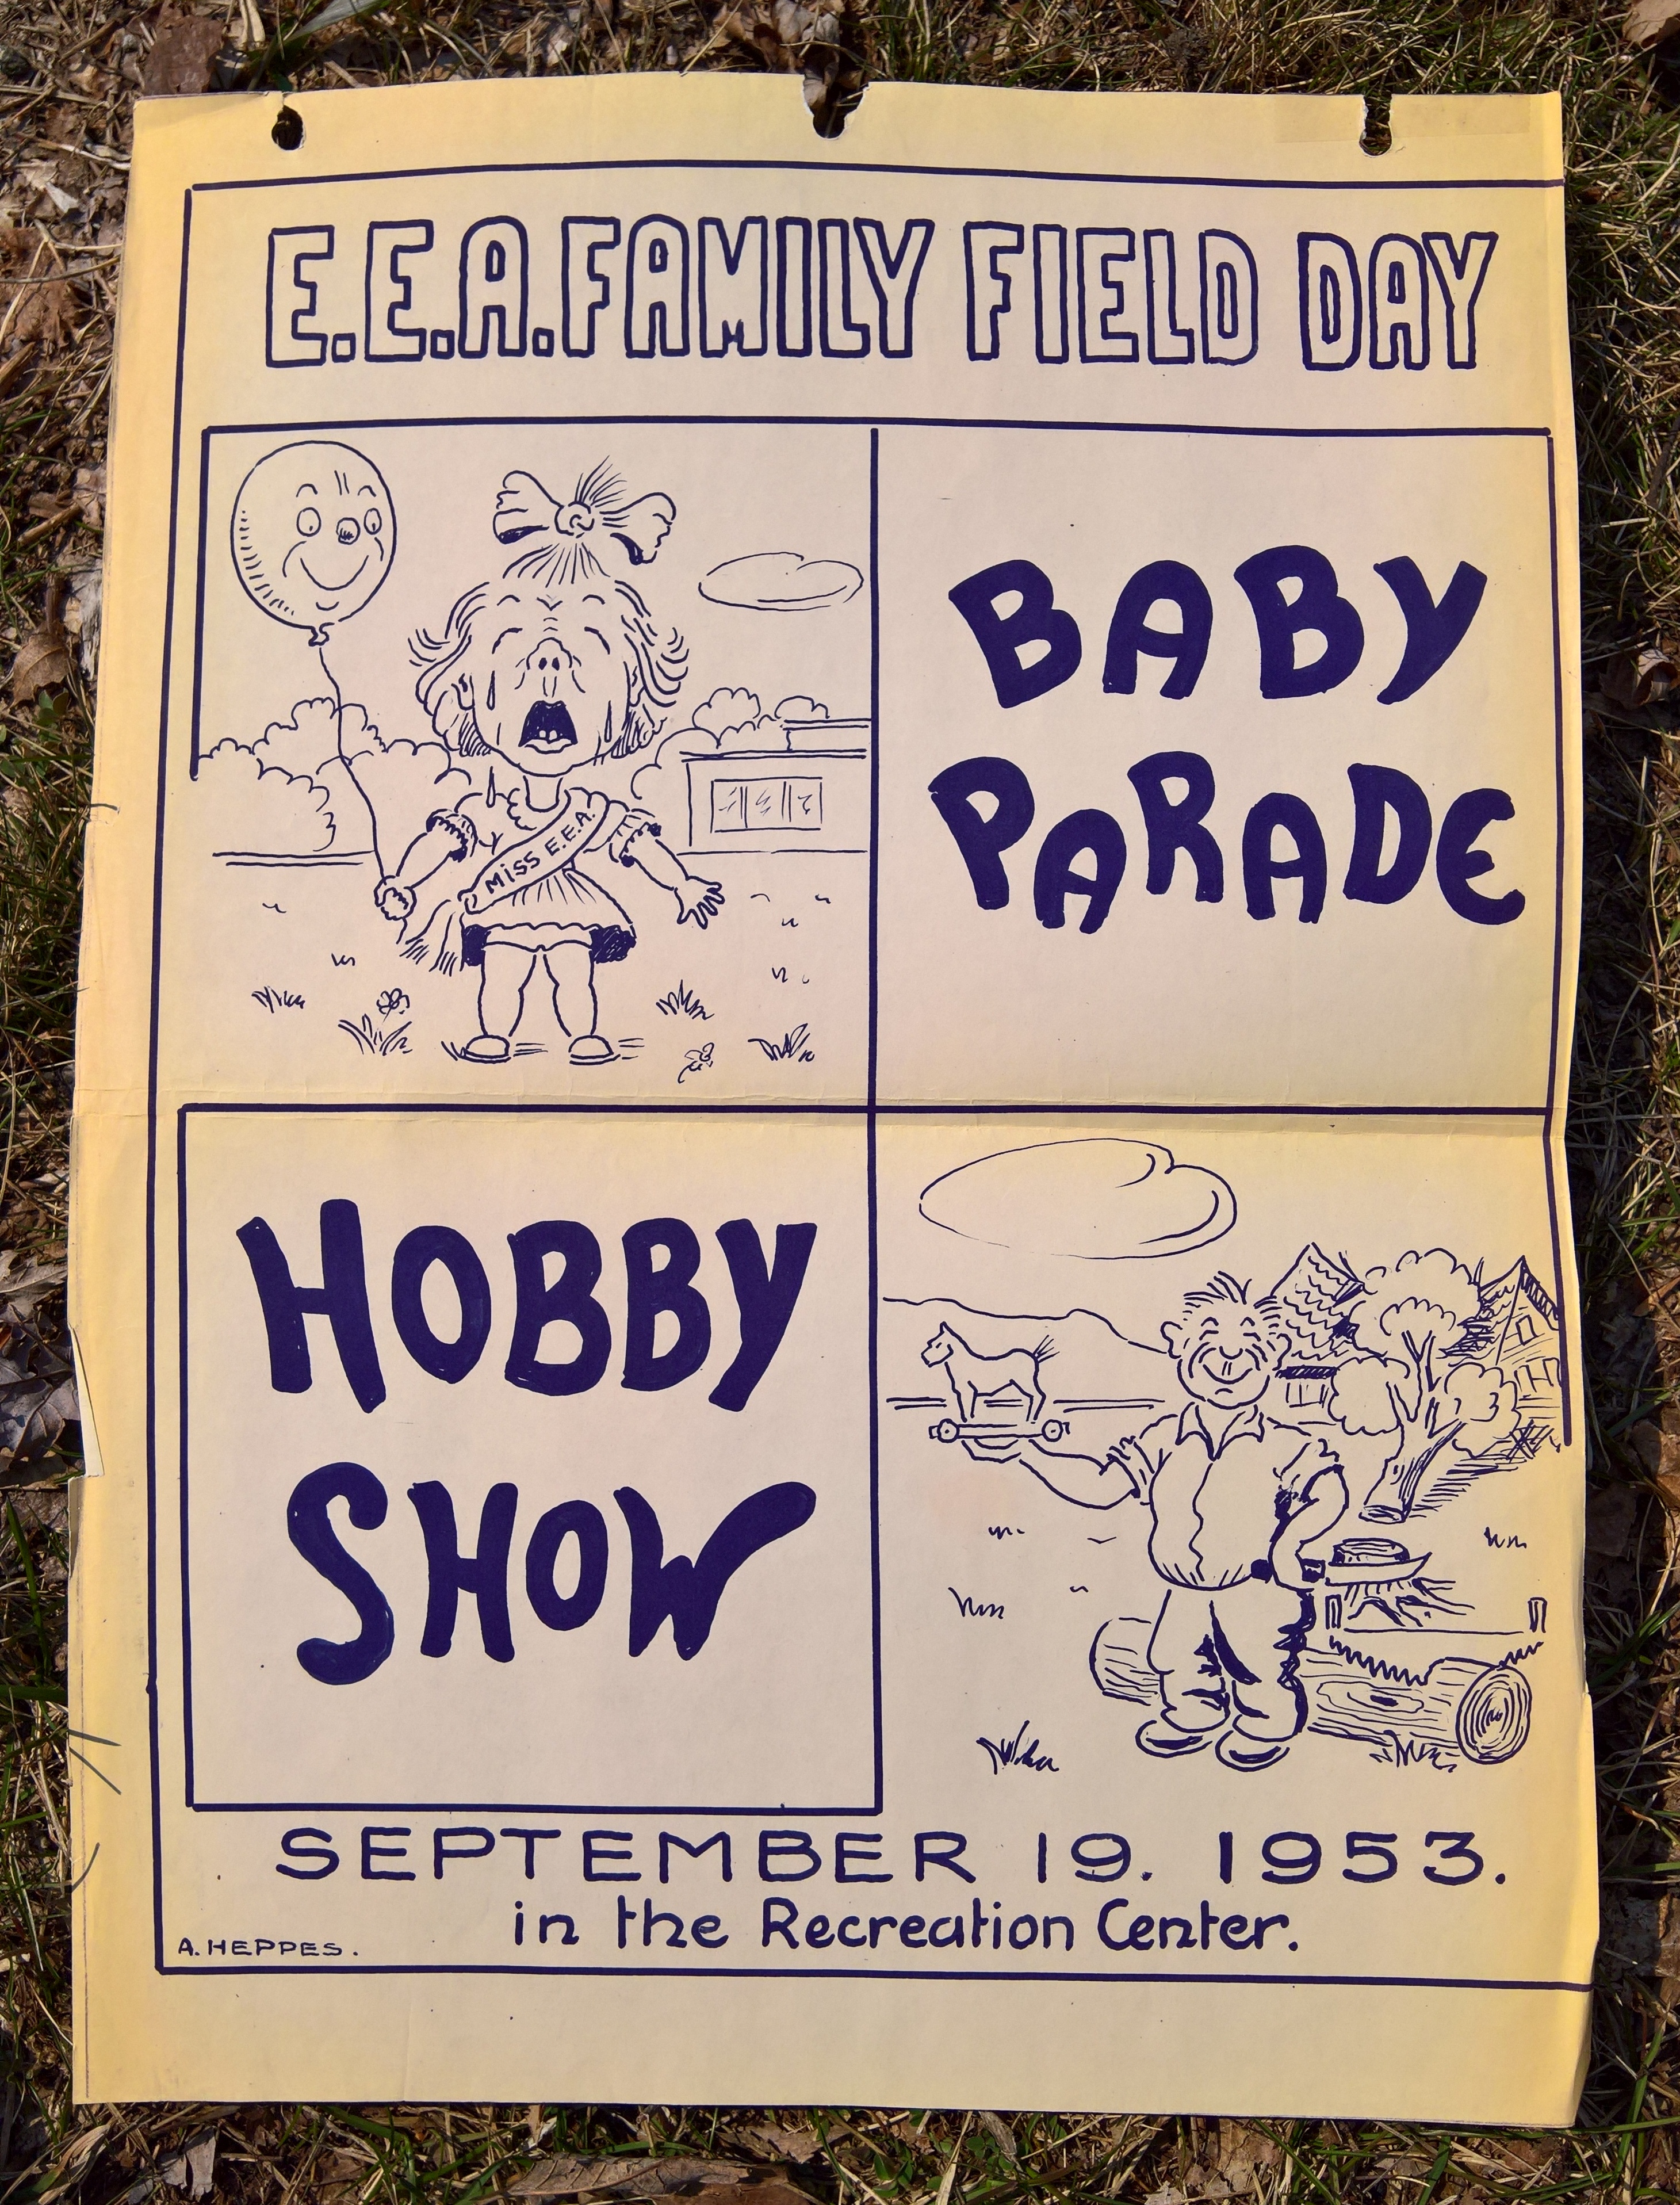 E.E.A. FAMILY FIELD DAY
MISS E.E.A.
BABY
PARADE
HOBBY
SHOW
SEPTEMBER 19. 1953.
in the Recreation Center.
A. HEPPES.